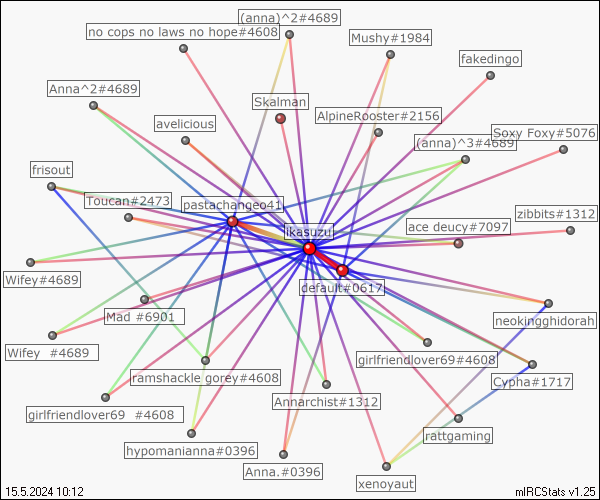 (anna)^2#4689
no cops no laws no hope#4608
Mushy#1984
fakedingo
Anna^2#4689
Skalman
AlpineRooster#2156
avelicious
Soxy Foxy#5076
(anna)^3#4689
frisout
Toucan#2473
pastachangeo41
ikasuzu
ace deucy#7097
zibbits#1312
Wifey#4689
default#0617
Mad #6901
neokingghidorah
Wifey #4689
girlfriendlover69#4608
ramshackle gorey#4608
Cypha#1717
girlfriendlover69 #4608
Annarchist#1312
rattgaming
hypomanianna#0396
Anna.#0396
xenoyaut
15.5.2024 10:12
mIRCStats v1.25